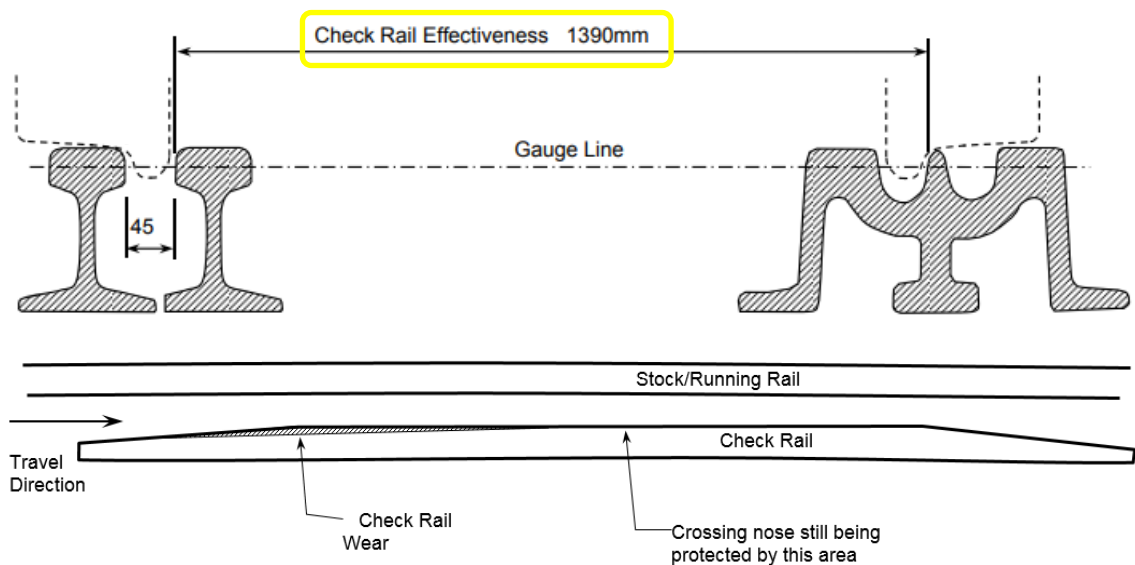 Check Rail Effectiveness 1390mm
Gauge Line
45
Stock/Running Rail
Check Rail
Travel
Direction
Check Rail
Wear
Crossing nose still being
protected by this area